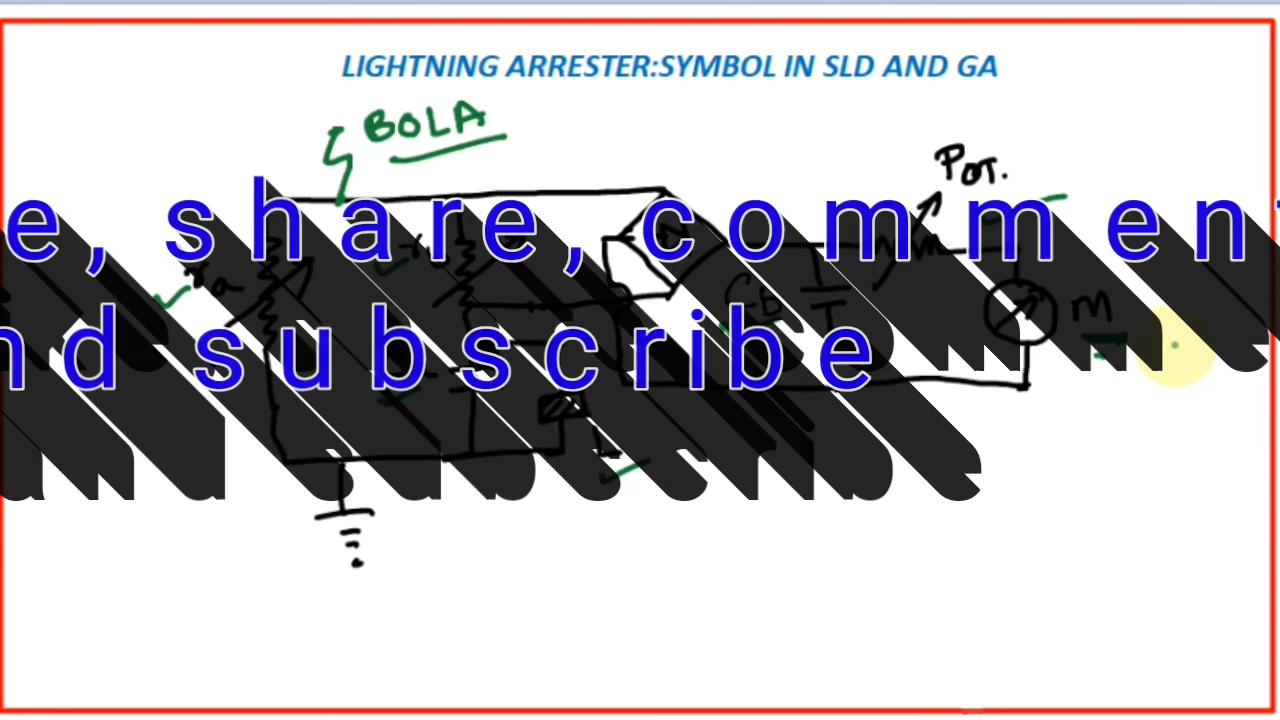 LIGHTNING ARRESTER:SYMBOL IN SLD AND GA
BOLA
POT.
e, share, comment
nd subscribe
m